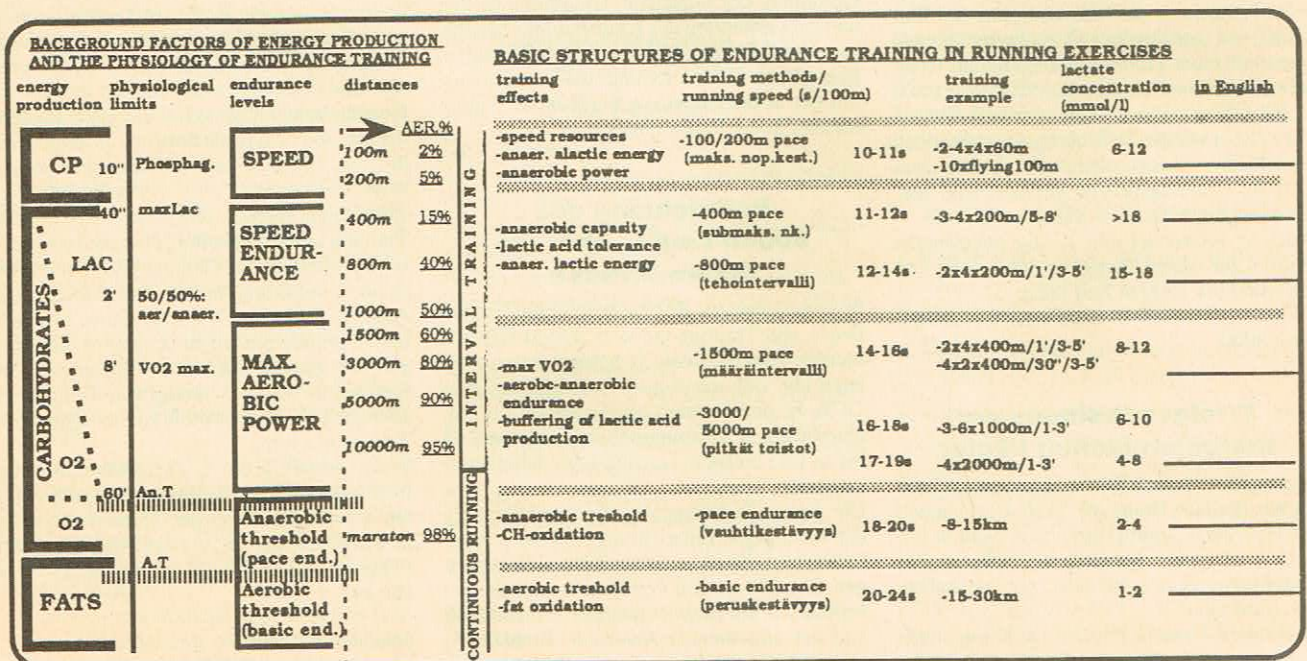 BACKGROUND FACTORS OF ENERGY PRODUCTION
AND THE PHYSIOLOGY OF ENDURANCE TRAINING
energy production
physiological limits
endurance levels
distances
AER.%
CP
10"
Phosphag.
SPEED
100m 2%
200m 5%
40"
maxLac
SPEED
ENDUR-
ANCE
400m 15%
LAC
800m 40%
2'
50/50%:
aer/anaer.
1000m 50%
1500m 60%
CARBOHYDRATES
8'
VO2 max.
MAX.
AERO-
BIC
POWER
3000m 80%
5000m 90%
10000m 95%
O2
60'
An.T
O2
Anaerobic
threshold
(pace end.)
maraton 98%
A.T
FATS
Aerobic
threshold
(basic end.)
INTERVAL TRAINING
CONTINUOUS RUNNING
BASIC STRUCTURES OF ENDURANCE TRAINING IN RUNNING EXERCISES
training
effects
training methods/
running speed (s/100m)
training
example
lactate
concentration
(mmol/l)
in English
-speed resources
-anaer. alactic energy
-anaerobic power
-100/200m pace
(maks. nop.kest.)
10-11s
-2-4x4x60m
-10xflying100m
6-12
-anaerobic capacity
-lactic acid tolerance
-anaer. lactic energy
-400m pace
(submaks. nk.)
11-12s
-3-4x200m/5-8'
>18
-800m pace
(tehointervalli)
12-14s
-2x4x200m/1'/3-5'
15-18
-max VO2
-aerobc-anaerobic
endurance
-buffering of lactic acid
production
-1500m pace
(määräintervalli)
14-16s
-2x4x400m/1'/3-5'
-4x2x400m/30"/3-5'
8-12
-3000/
5000m pace
(pitkät toistot)
16-18s
-3-6x1000m/1-3'
6-10
17-19s
-4x2000m/1-3'
4-8
-anaerobic treshold
-CH-oxidation
-pace endurance
(vauhtikestävyys)
18-20s
-8-15km
2-4
-aerobic treshold
-fat oxidation
-basic endurance
(peruskestävyys)
20-24s
-15-30km
1-2